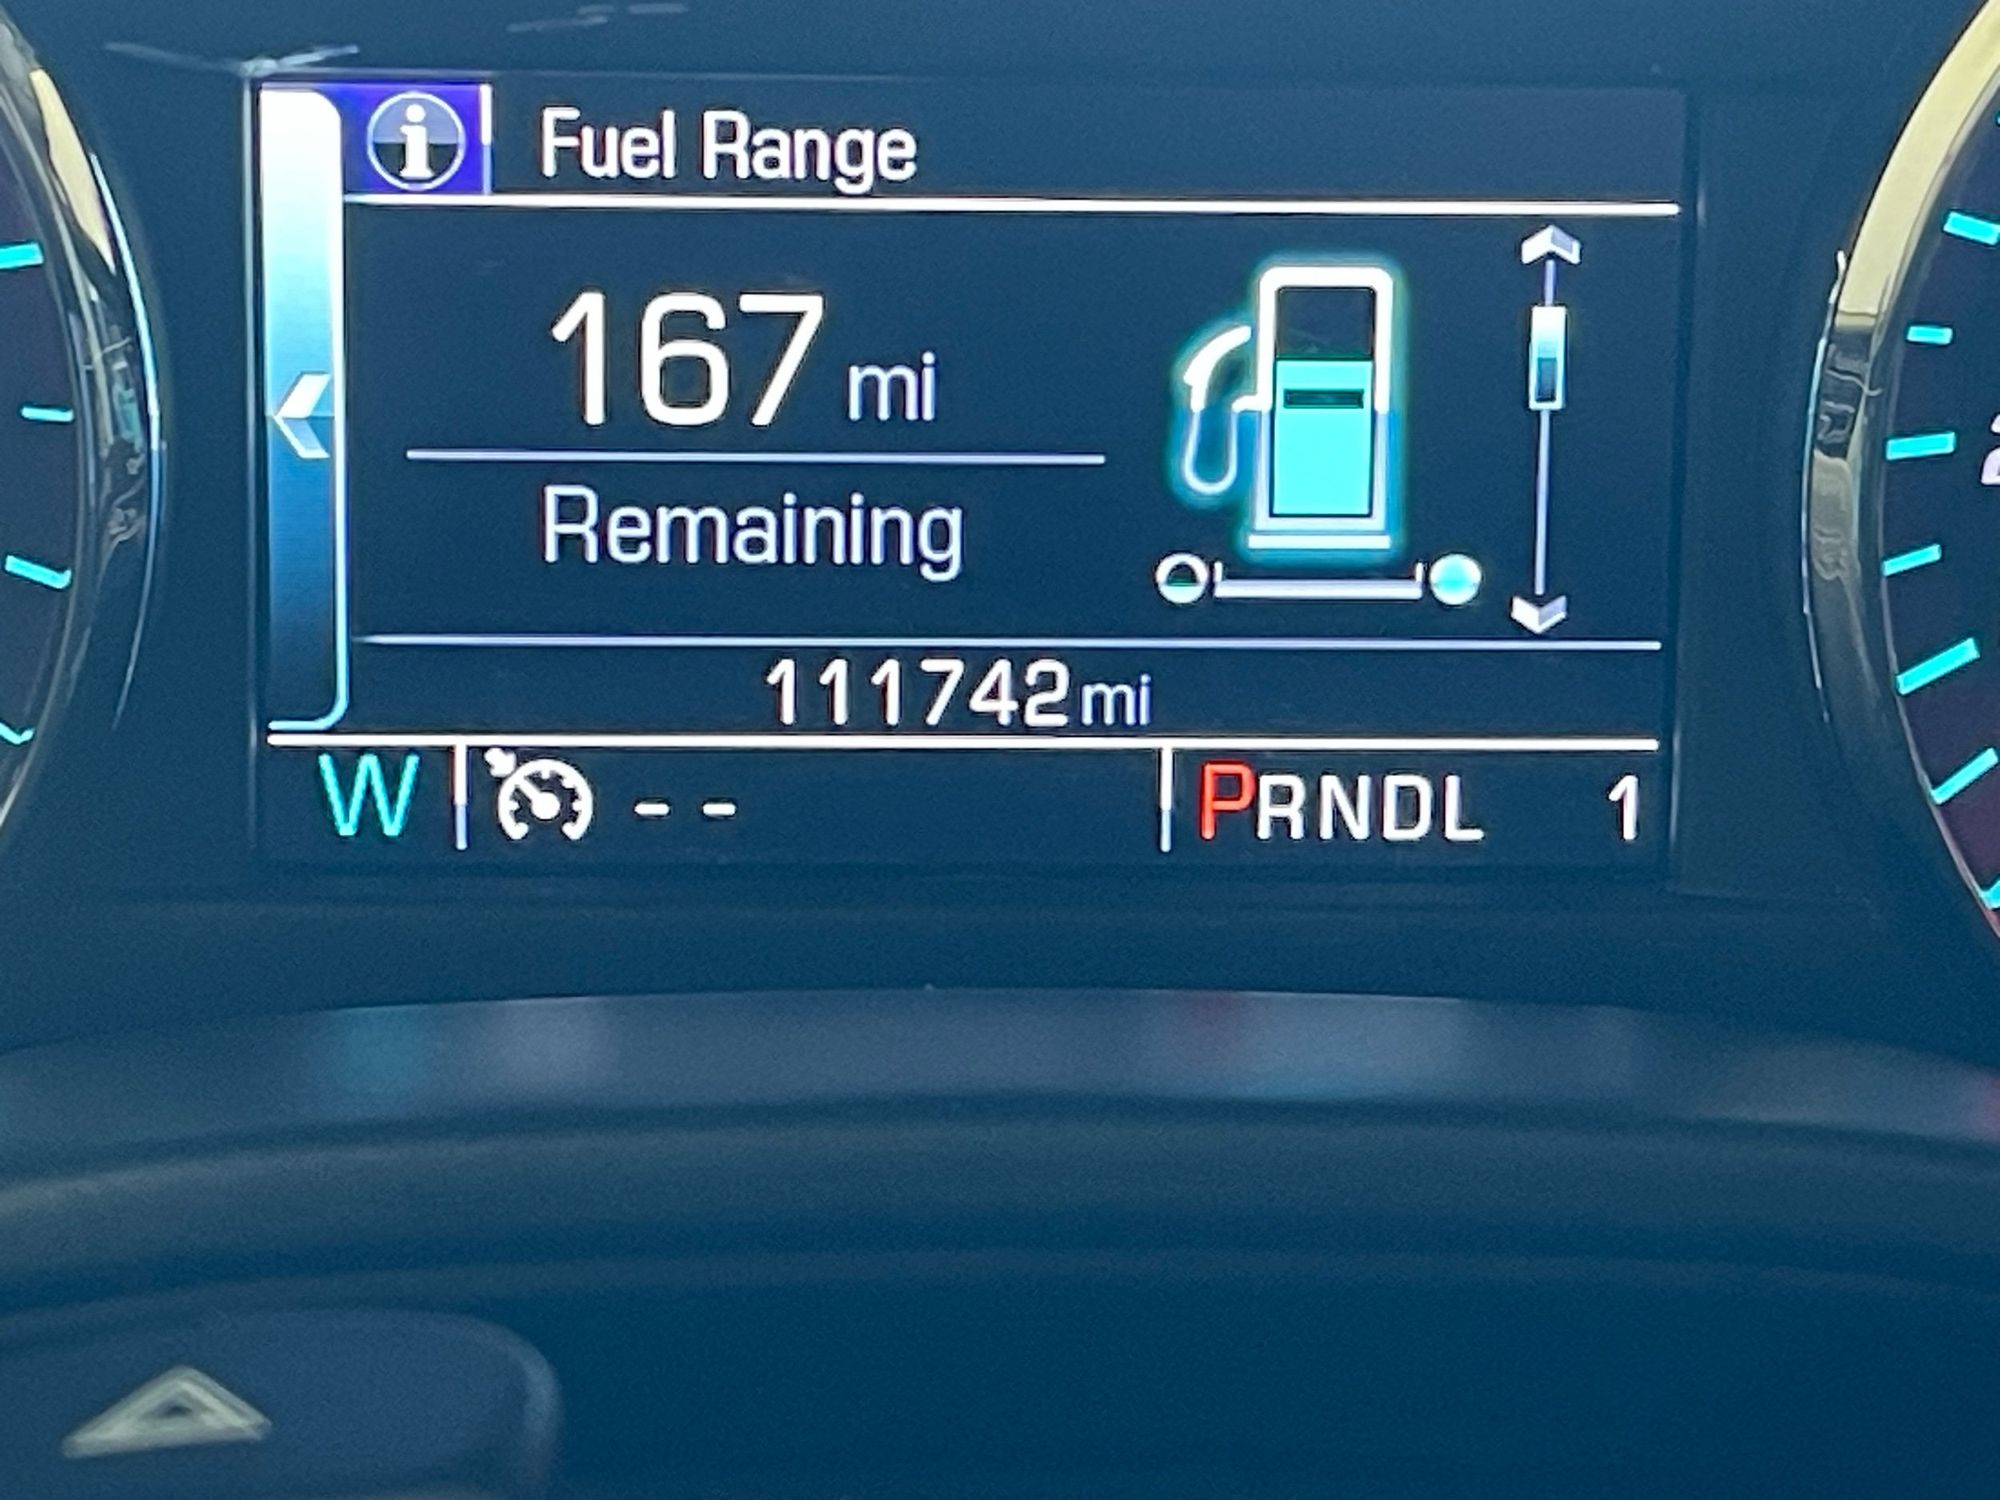 i Fuel Range
167 mi
Remaining
111742mi
W -- PRNDL 1